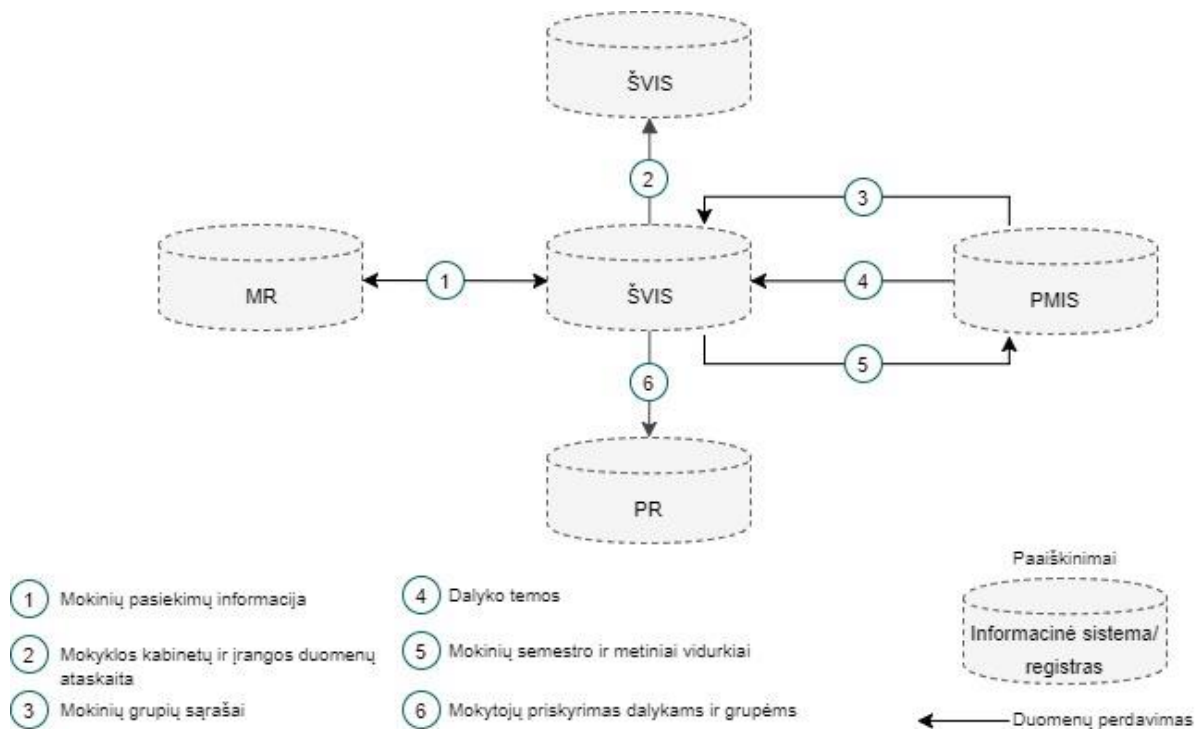 ŠVIS
2
3
MR
1
ŠVIS
4
PMIS
5
6
PR
1 Mokinių pasiekimų informacija
2 Mokyklos kabinetų ir įrangos duomenų
ataskaita
3 Mokinių grupių sąrašai
4 Dalyko temos
5 Mokinių semestro ir metiniai vidurkiai
6 Mokytojų priskyrimas dalykams ir grupėms
Paaiškinimai
Informacinė sistema/
registras
Duomenų perdavimas